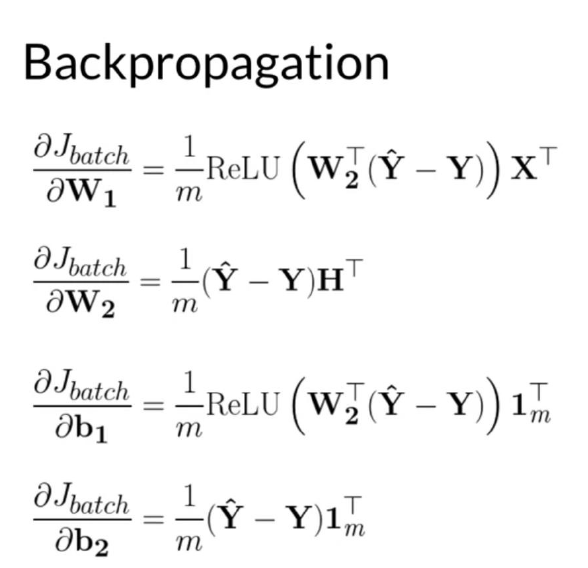 Backpropagation
∂J_batch/∂W₁ = 1/m ReLU (W₂^⊤(Ŷ − Y)) X^⊤
∂J_batch/∂W₂ = 1/m (Ŷ − Y)H^⊤
∂J_batch/∂b₁ = 1/m ReLU (W₂^⊤(Ŷ − Y)) 1_m^⊤
∂J_batch/∂b₂ = 1/m (Ŷ − Y)1_m^⊤